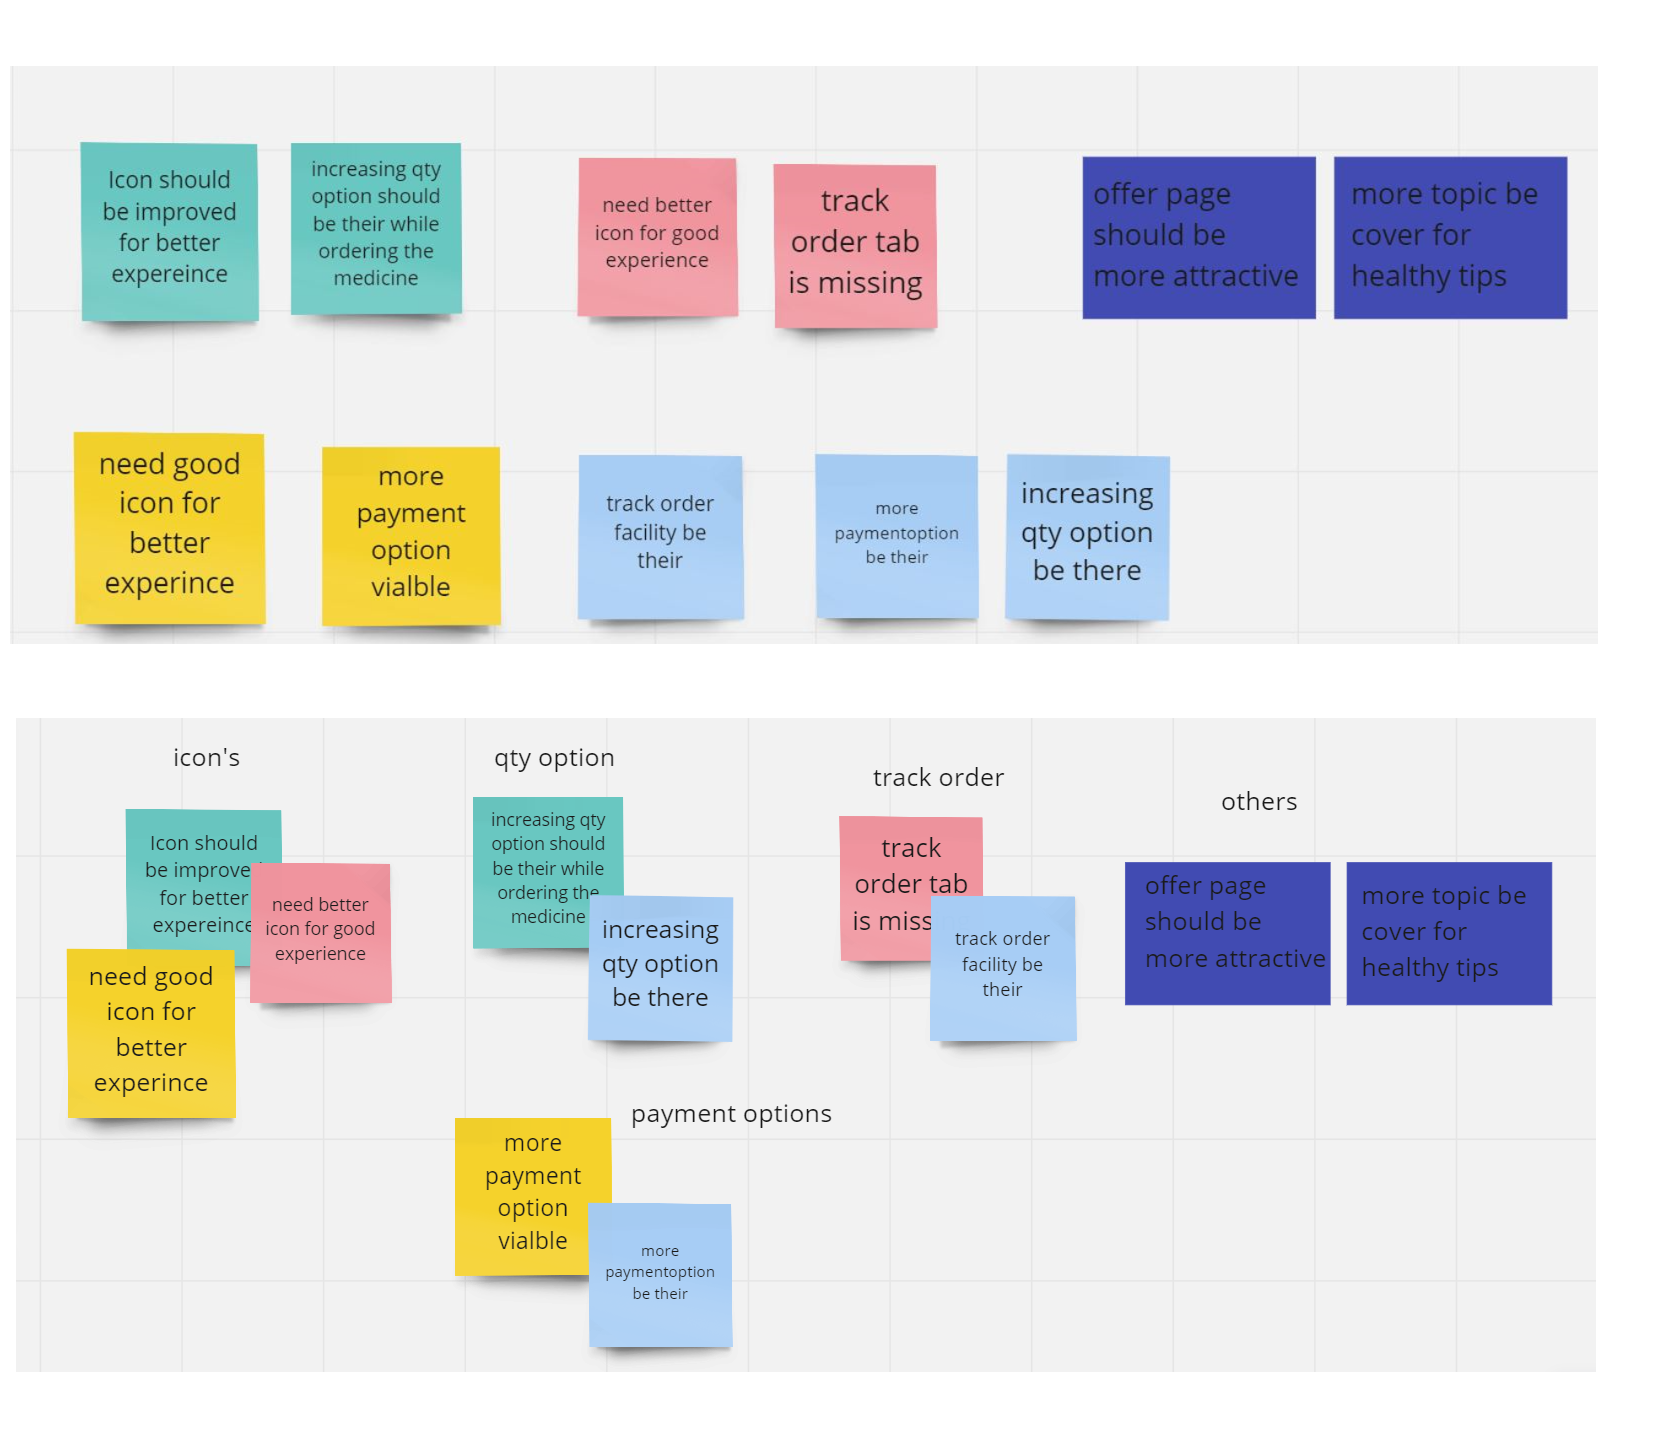 Icon should
be improved
for better
expereince
increasing qty
option should
be their while
ordering the
medicine
need better
icon for good
experience
track
order tab
is missing
offer page
should be
more attractive
more topic be
cover for
healthy tips
need good
icon for
better
experince
more
payment
option
vialble
track order
facility be
their
more
paymentoption
be their
increasing
qty option
be there
icon's
Icon should
be improve
for better
expereince
need better
icon for good
experience
need good
icon for
better
experince
qty option
increasing qty
option should
be their while
ordering the
medicine
increasing
qty option
be there
track order
track
order tab
is miss
track order
facility be
their
others
offer page
should be
more attractive
more topic be
cover for
healthy tips
payment options
more
payment
option
vialble
more
paymentoption
be their